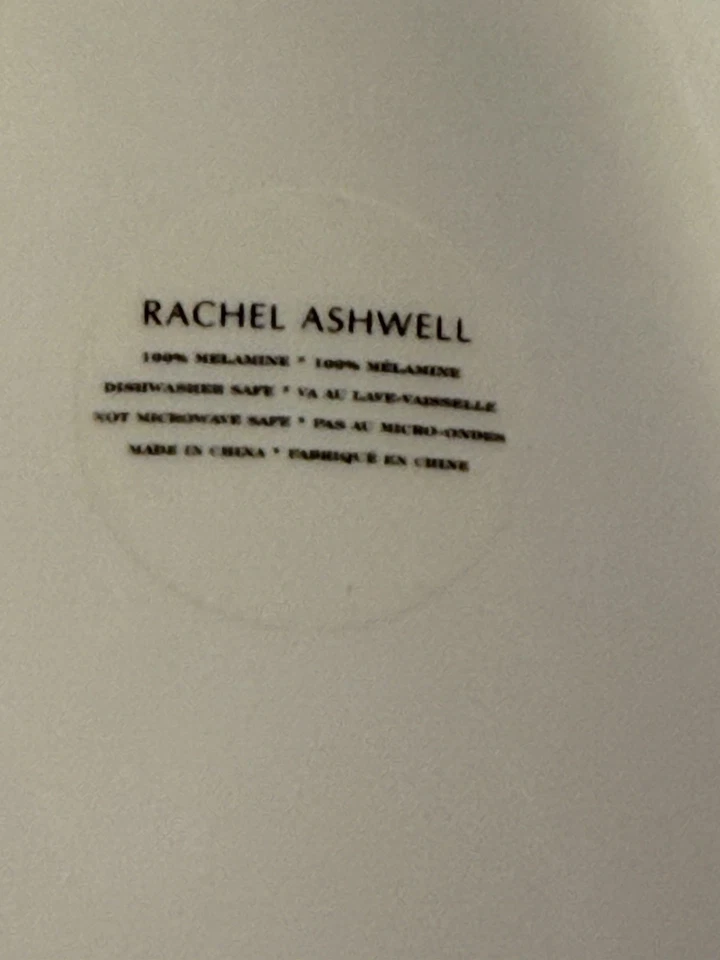 RACHEL ASHWELL
100% MELAMINE * 100% MÉLAMINE
DISHWASHER SAFE * VA AU LAVE-VAISSELLE
NOT MICROWAVE SAFE * PAS AU MICRO-ONDES
MADE IN CHINA * FABRIQUÉ EN CHINE